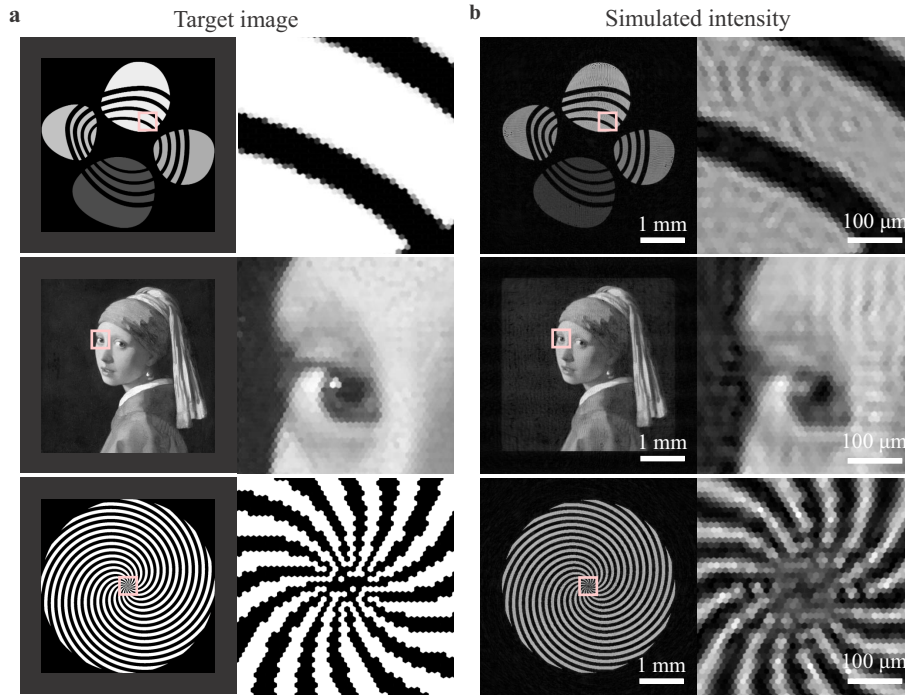 a
Target image
b
Simulated intensity
1 mm
100 μm
1 mm
100 μm
1 mm
100 μm